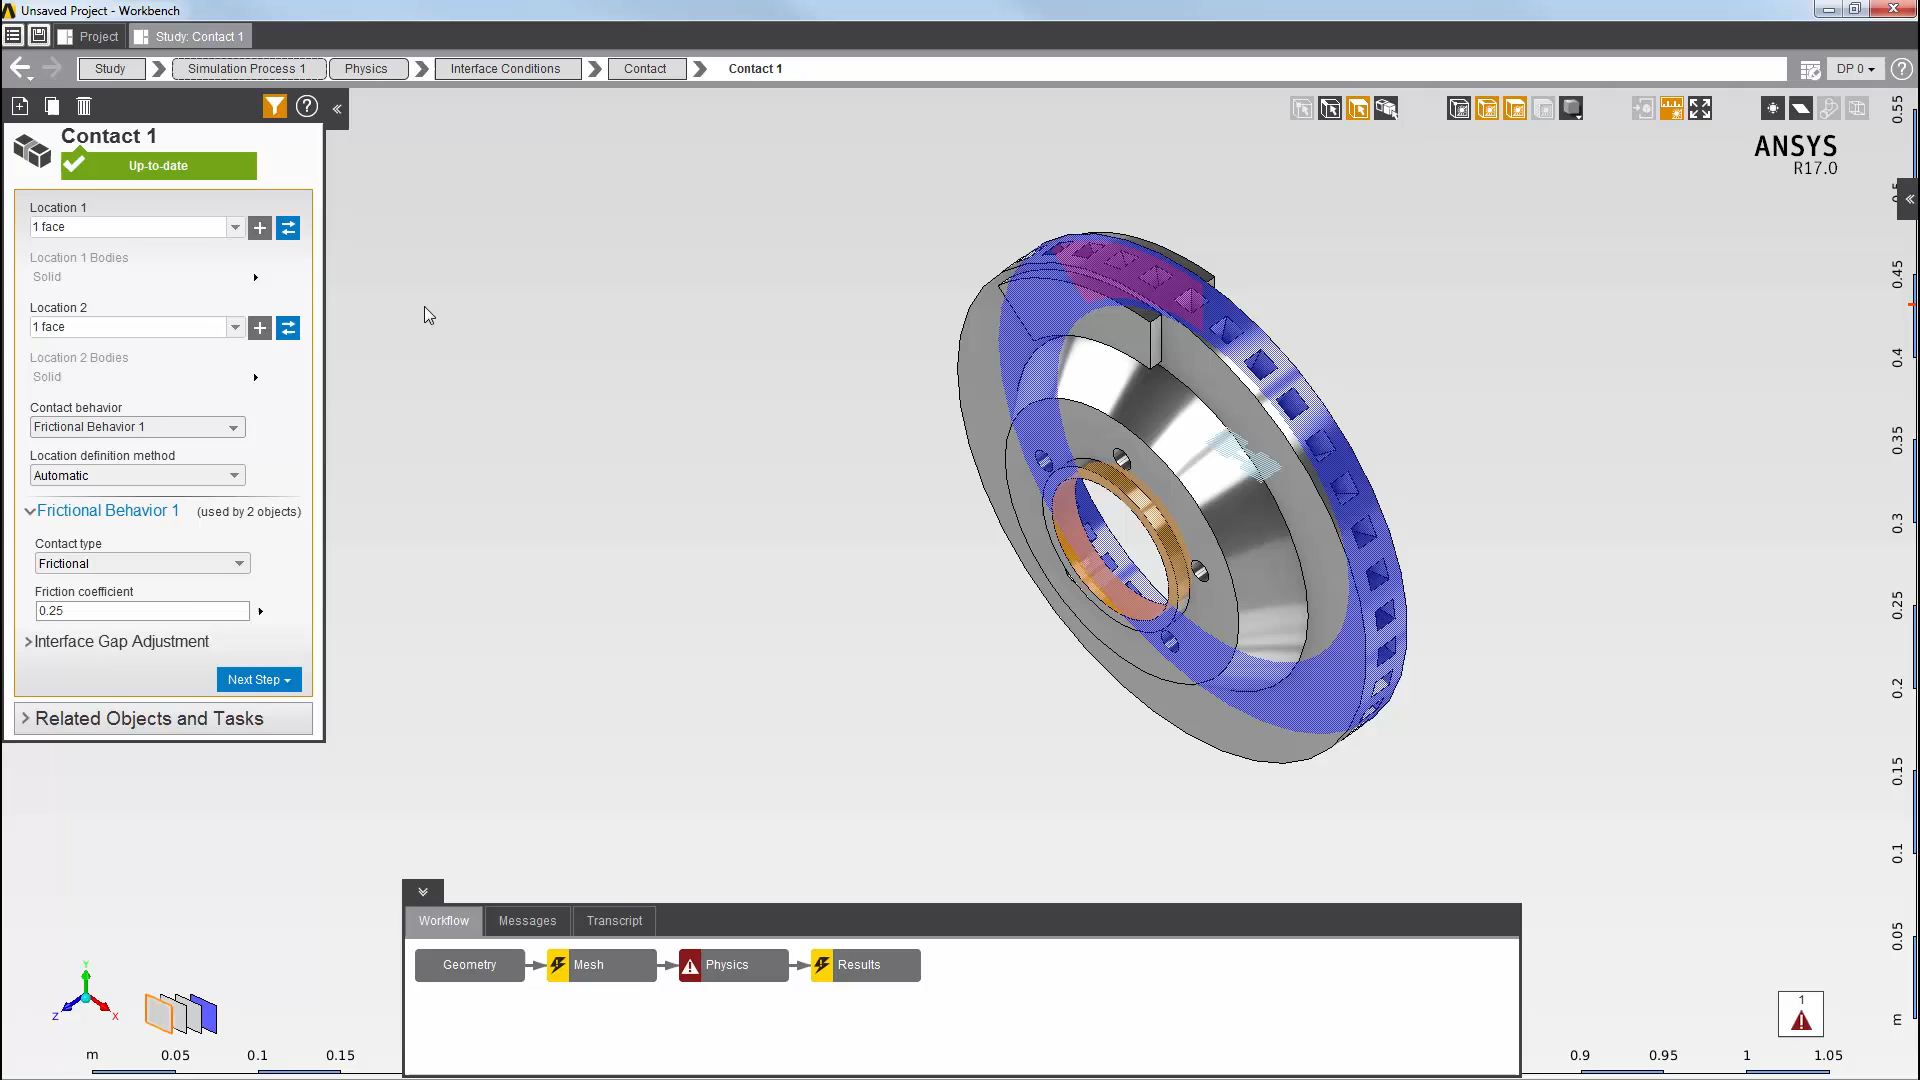 Unsaved Project - Workbench
Project
Study: Contact 1
Study
Simulation Process 1
Physics
Interface Conditions
Contact
Contact 1
DP 0
Contact 1
Up-to-date
Location 1
1 face
Location 1 Bodies
Solid
Location 2
1 face
Location 2 Bodies
Solid
Contact behavior
Frictional Behavior 1
Location definition method
Automatic
Frictional Behavior 1 (used by 2 objects)
Contact type
Frictional
Friction coefficient
0.25
Interface Gap Adjustment
Next Step
Related Objects and Tasks
ANSYS
R17.0
0.55
0.45
0.4
0.35
0.3
0.25
0.2
0.15
0.1
0.05
m
Workflow
Messages
Transcript
Geometry
Mesh
Physics
Results
Y
Z
X
1
m
0.05
0.1
0.15
0.9
0.95
1
1.05